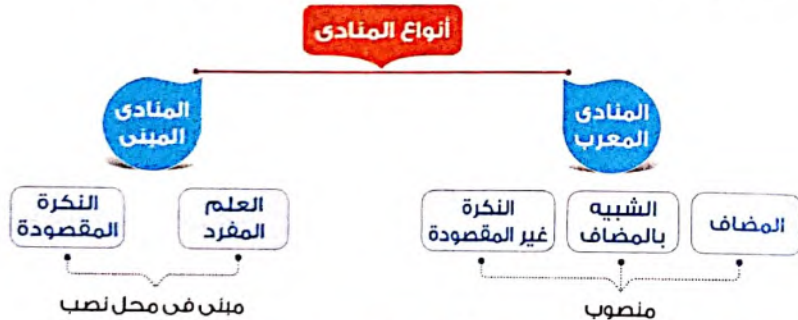 أنواع المنادى
المنادى
المعرب
المنادى
المبنى
المضاف
الشبيه
بالمضاف
النكرة
غير المقصودة
العلم
المفرد
النكرة
المقصودة
منصوب
مبنى فى محل نصب